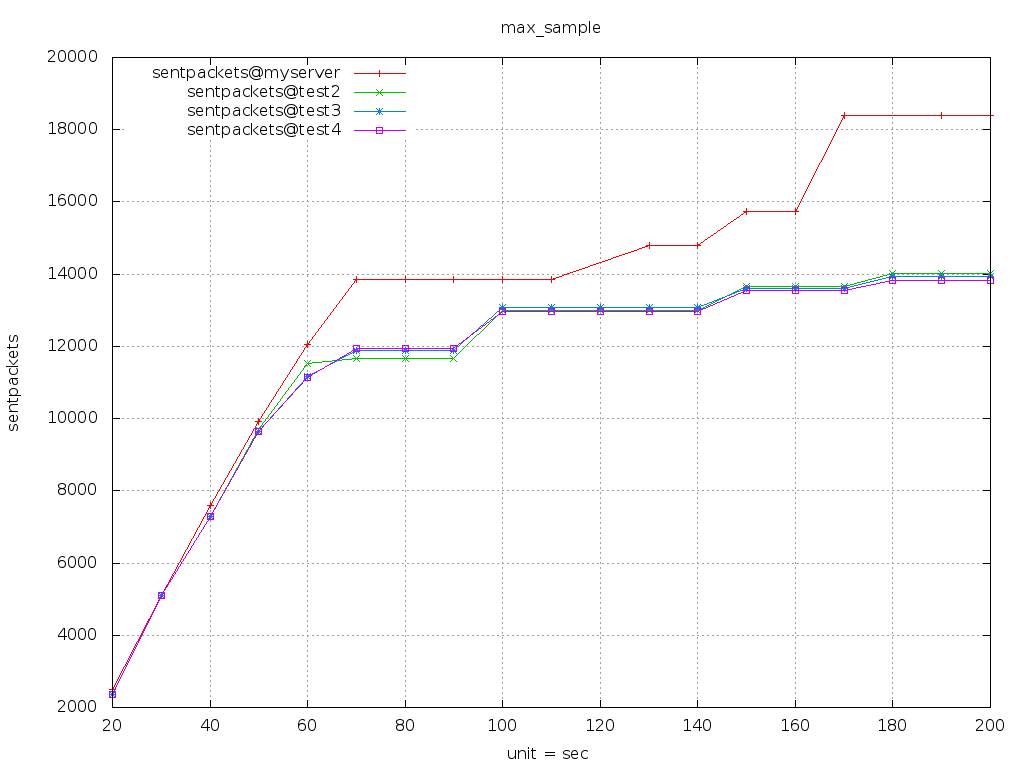 max_sample
20000
18000
16000
14000
12000
10000
8000
6000
4000
2000
sentpackets@myserver
sentpackets@test2
sentpackets@test3
sentpackets@test4
sentpackets
20 40 60 80 100 120 140 160 180 200
unit = sec